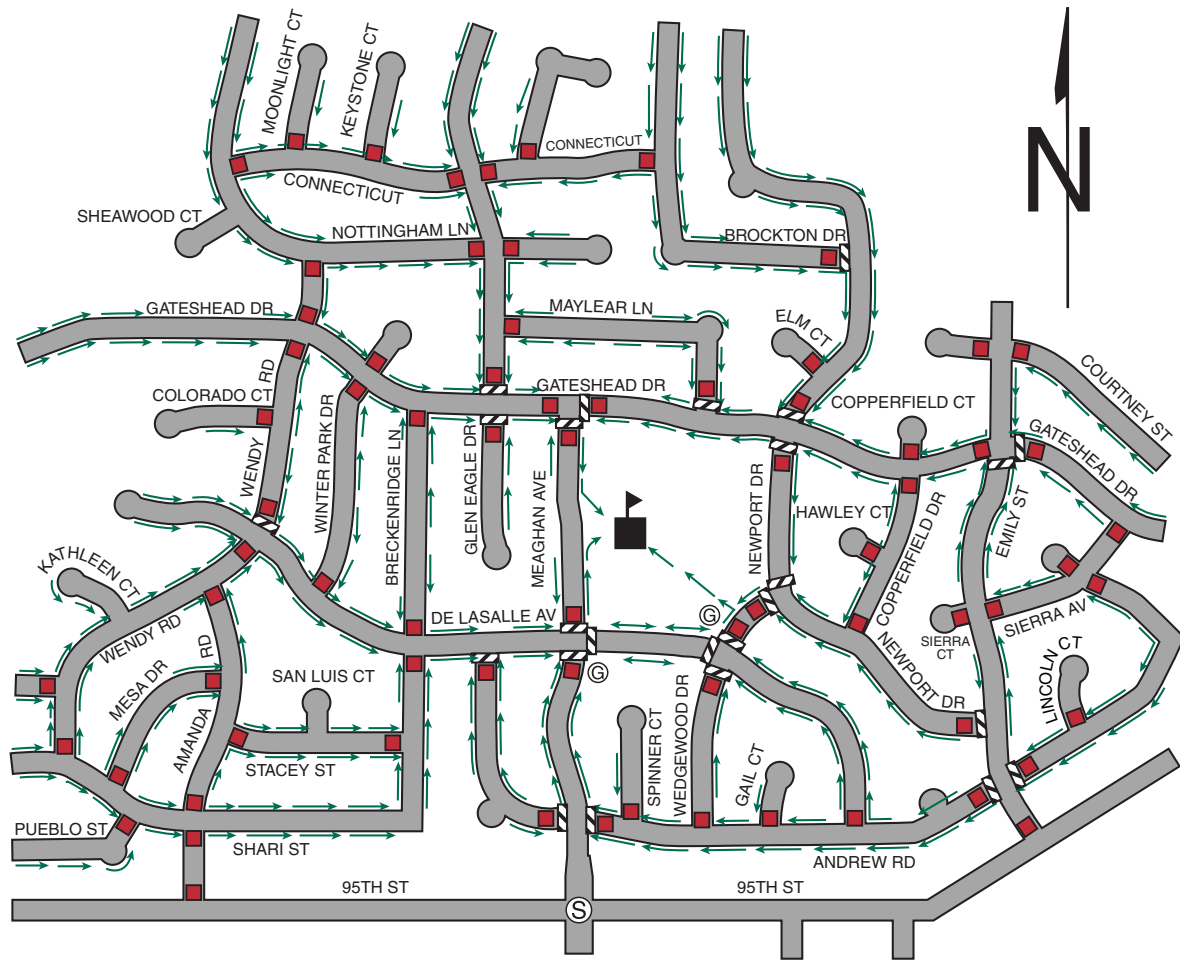 MOONLIGHT CT
KEYSTONE CT
CONNECTICUT
CONNECTICUT
N
SHEAWOOD CT
NOTTINGHAM LN
BROCKTON DR
GATESHEAD DR
MAYLEAR LN
ELM CT
COURTNEY ST
COLORADO CT
WENDY RD
WINTER PARK DR
GATESHEAD DR
COPPERFIELD CT
GATESHEAD DR
BRECKENRIDGE LN
GLEN EAGLE DR
MEAGHAN AVE
NEWPORT DR
HAWLEY CT
COPPERFIELD DR
EMILY ST
KATHLEEN CT
WENDY RD
DE LASALLE AV
G
SIERRA AV
SIERRA
CT
MESA DR
AMANDA RD
SAN LUIS CT
G
NEWPORT DR
LINCOLN CT
STACEY ST
SPINNER CT
WEDGEWOOD DR
GAIL CT
PUEBLO ST
SHARI ST
ANDREW RD
95TH ST
S
95TH ST